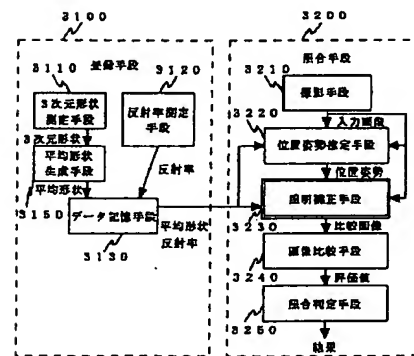 3100
登録手段
3110
3次元形状
測定手段
3120
反射率測定
手段
3次元形状
平均形状
生成手段
反射率
平均形状
3150
データ記憶手段
3130
平均形状
反射率
3200
照合手段
3210
撮影手段
入力画像
3220
位置姿勢推定手段
位置姿勢
照明補正手段
3230
比較画像
画像比較手段
3240
評価値
照合判定手段
3250
結果